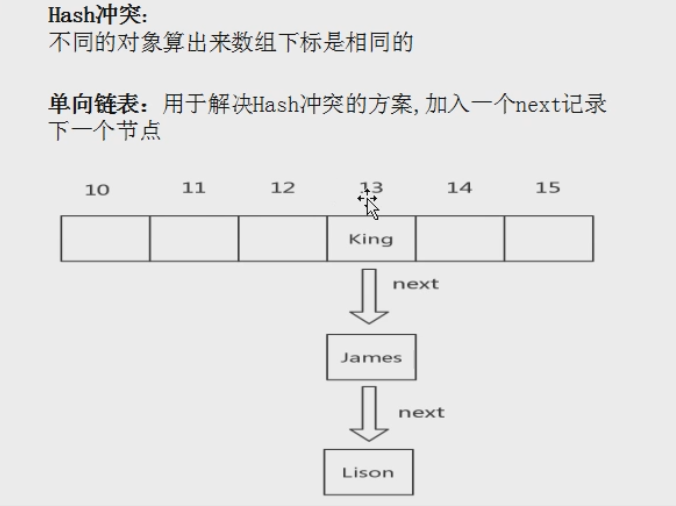 Hash冲突:
不同的对象算出来数组下标是相同的
单向链表：用于解决Hash冲突的方案,加入一个next记录
下一个节点
10 11 12 13 14 15
King
next
James
next
Lison